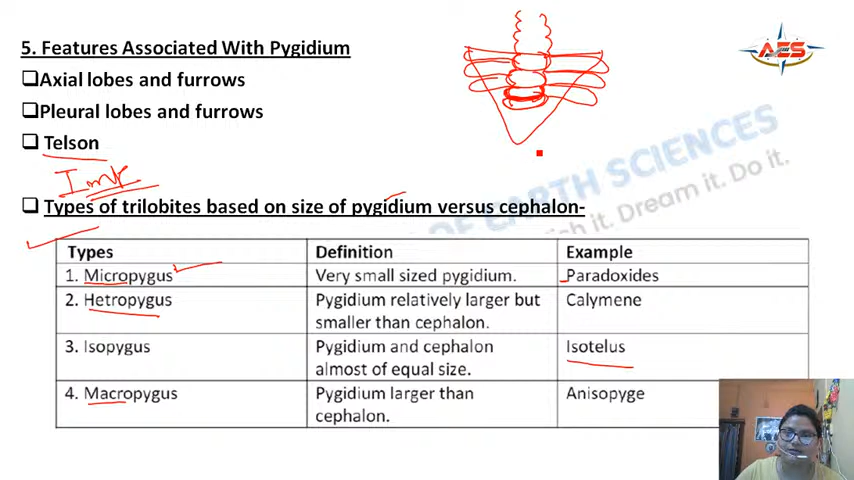 5. Features Associated With Pygidium
AES
❑Axial lobes and furrows
❑Pleural lobes and furrows
❑ Telson
Imp
OF EARTH SCIENCES
it. Dream it. Do it.
❑ Types of trilobites based on size of pygidium versus cephalon-
Types Definition Example
1. Micropygus Very small sized pygidium. Paradoxides
2. Hetropygus Pygidium relatively larger but Calymene
smaller than cephalon.
3. Isopygus Pygidium and cephalon Isotelus
almost of equal size.
4. Macropygus Pygidium larger than Anisopyge
cephalon.